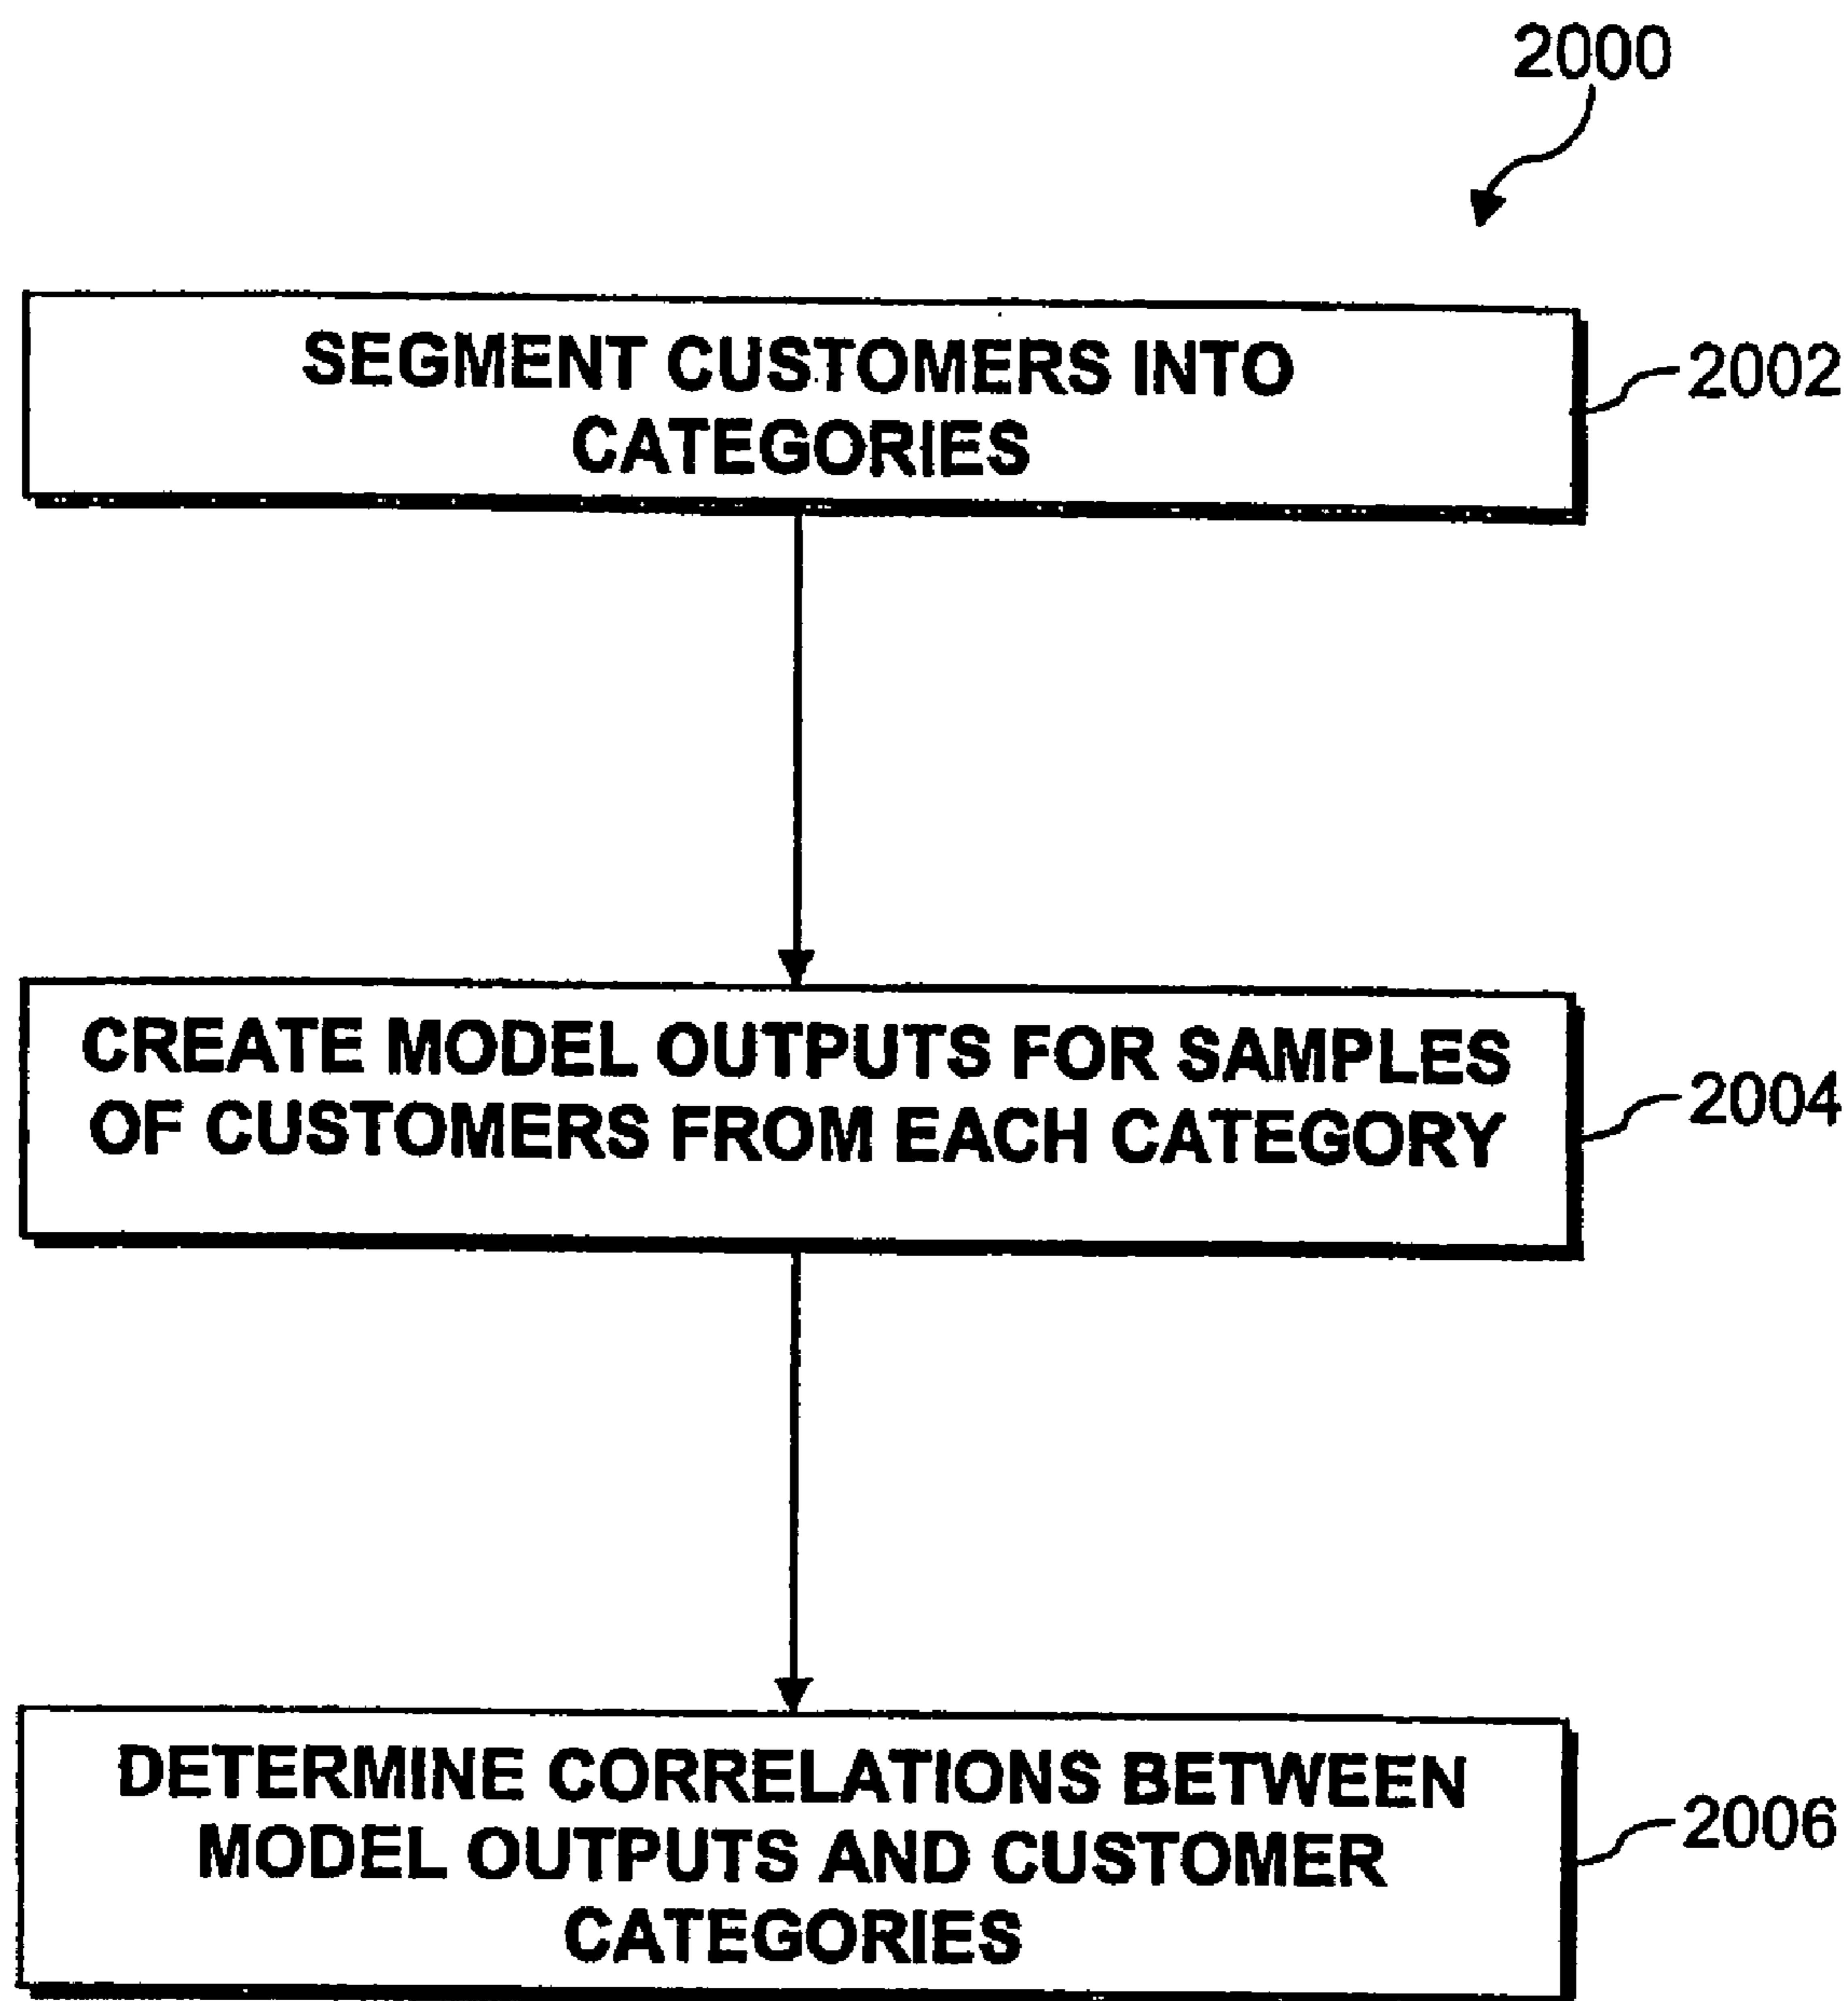 2000
SEGMENT CUSTOMERS INTO
CATEGORIES
2002
CREATE MODEL OUTPUTS FOR SAMPLES
OF CUSTOMERS FROM EACH CATEGORY
2004
DETERMINE CORRELATIONS BETWEEN
MODEL OUTPUTS AND CUSTOMER
CATEGORIES
2006